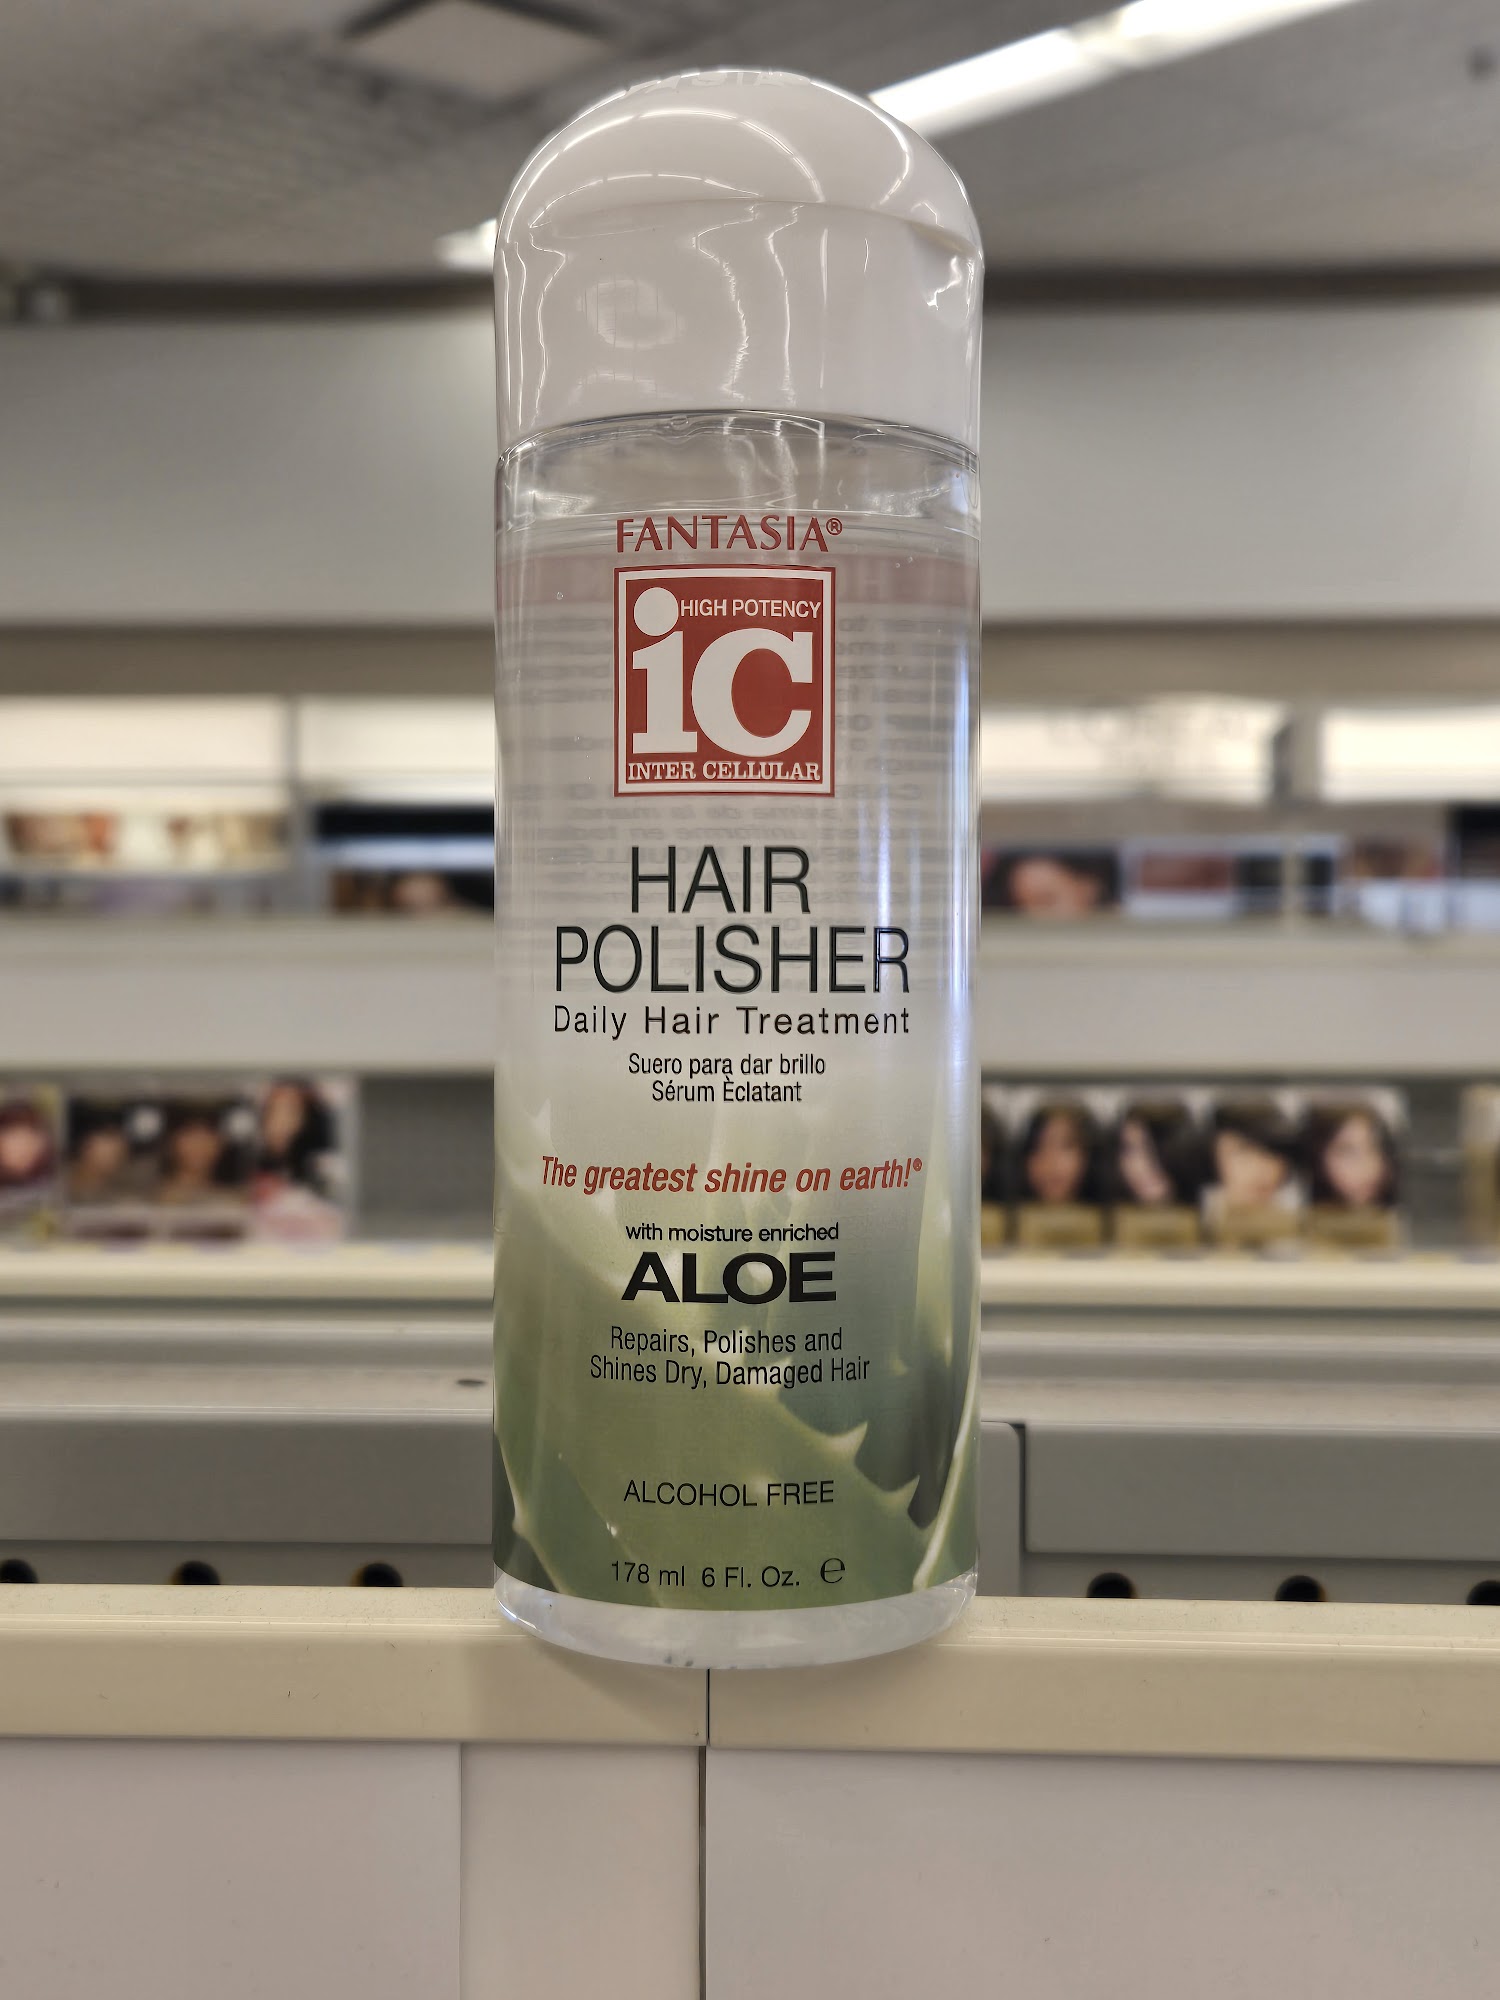 FANTASIA®
HIGH POTENCY
ic
INTER CELLULAR
HAIR
POLISHER
Daily Hair Treatment
Suero para dar brillo
Sérum Èclatant
The greatest shine on earth!®
with moisture enriched
ALOE
Repairs, Polishes and
Shines Dry, Damaged Hair
ALCOHOL FREE
178 ml 6 Fl. Oz. ℮